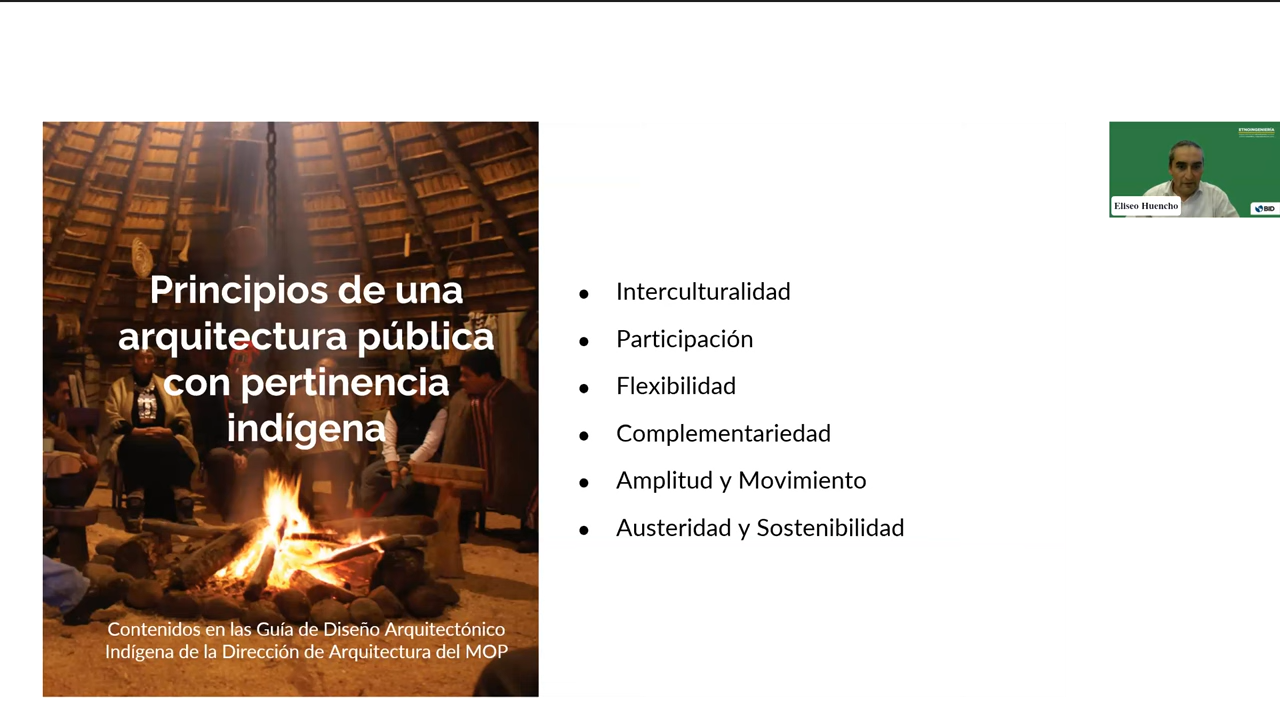 Principios de una
arquitectura pública
con pertinencia
indígena
Contenidos en las Guía de Diseño Arquitectónico
Indígena de la Dirección de Arquitectura del MOP
● Interculturalidad
● Participación
● Flexibilidad
● Complementariedad
● Amplitud y Movimiento
● Austeridad y Sostenibilidad
ETNOINGENIERÍA
Eliseo Huencho
BID